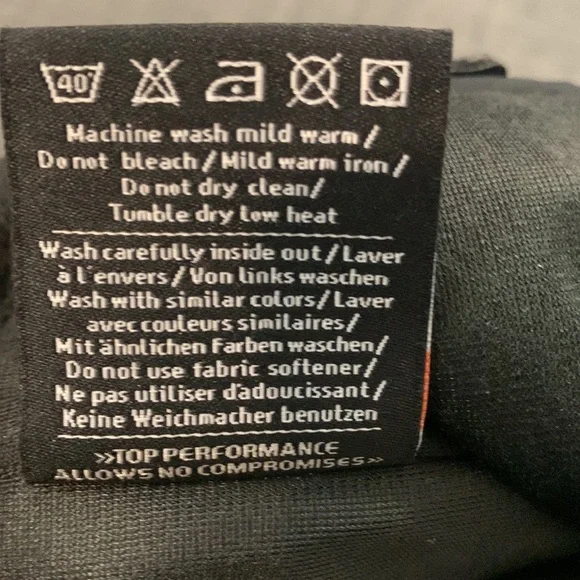 40°
Machine wash mild warm /
Do not bleach / Mild warm iron /
Do not dry clean /
Tumble dry low heat
Wash carefully inside out / Laver
à l'envers / Von links waschen
Wash with similar colors / Laver
avec couleurs similaires /
Mit ähnlichen Farben waschen /
Do not use fabric softener /
Ne pas utiliser d'adoucissant /
Keine Weichmacher benutzen
»TOP PERFORMANCE
ALLOWS NO COMPROMISES»